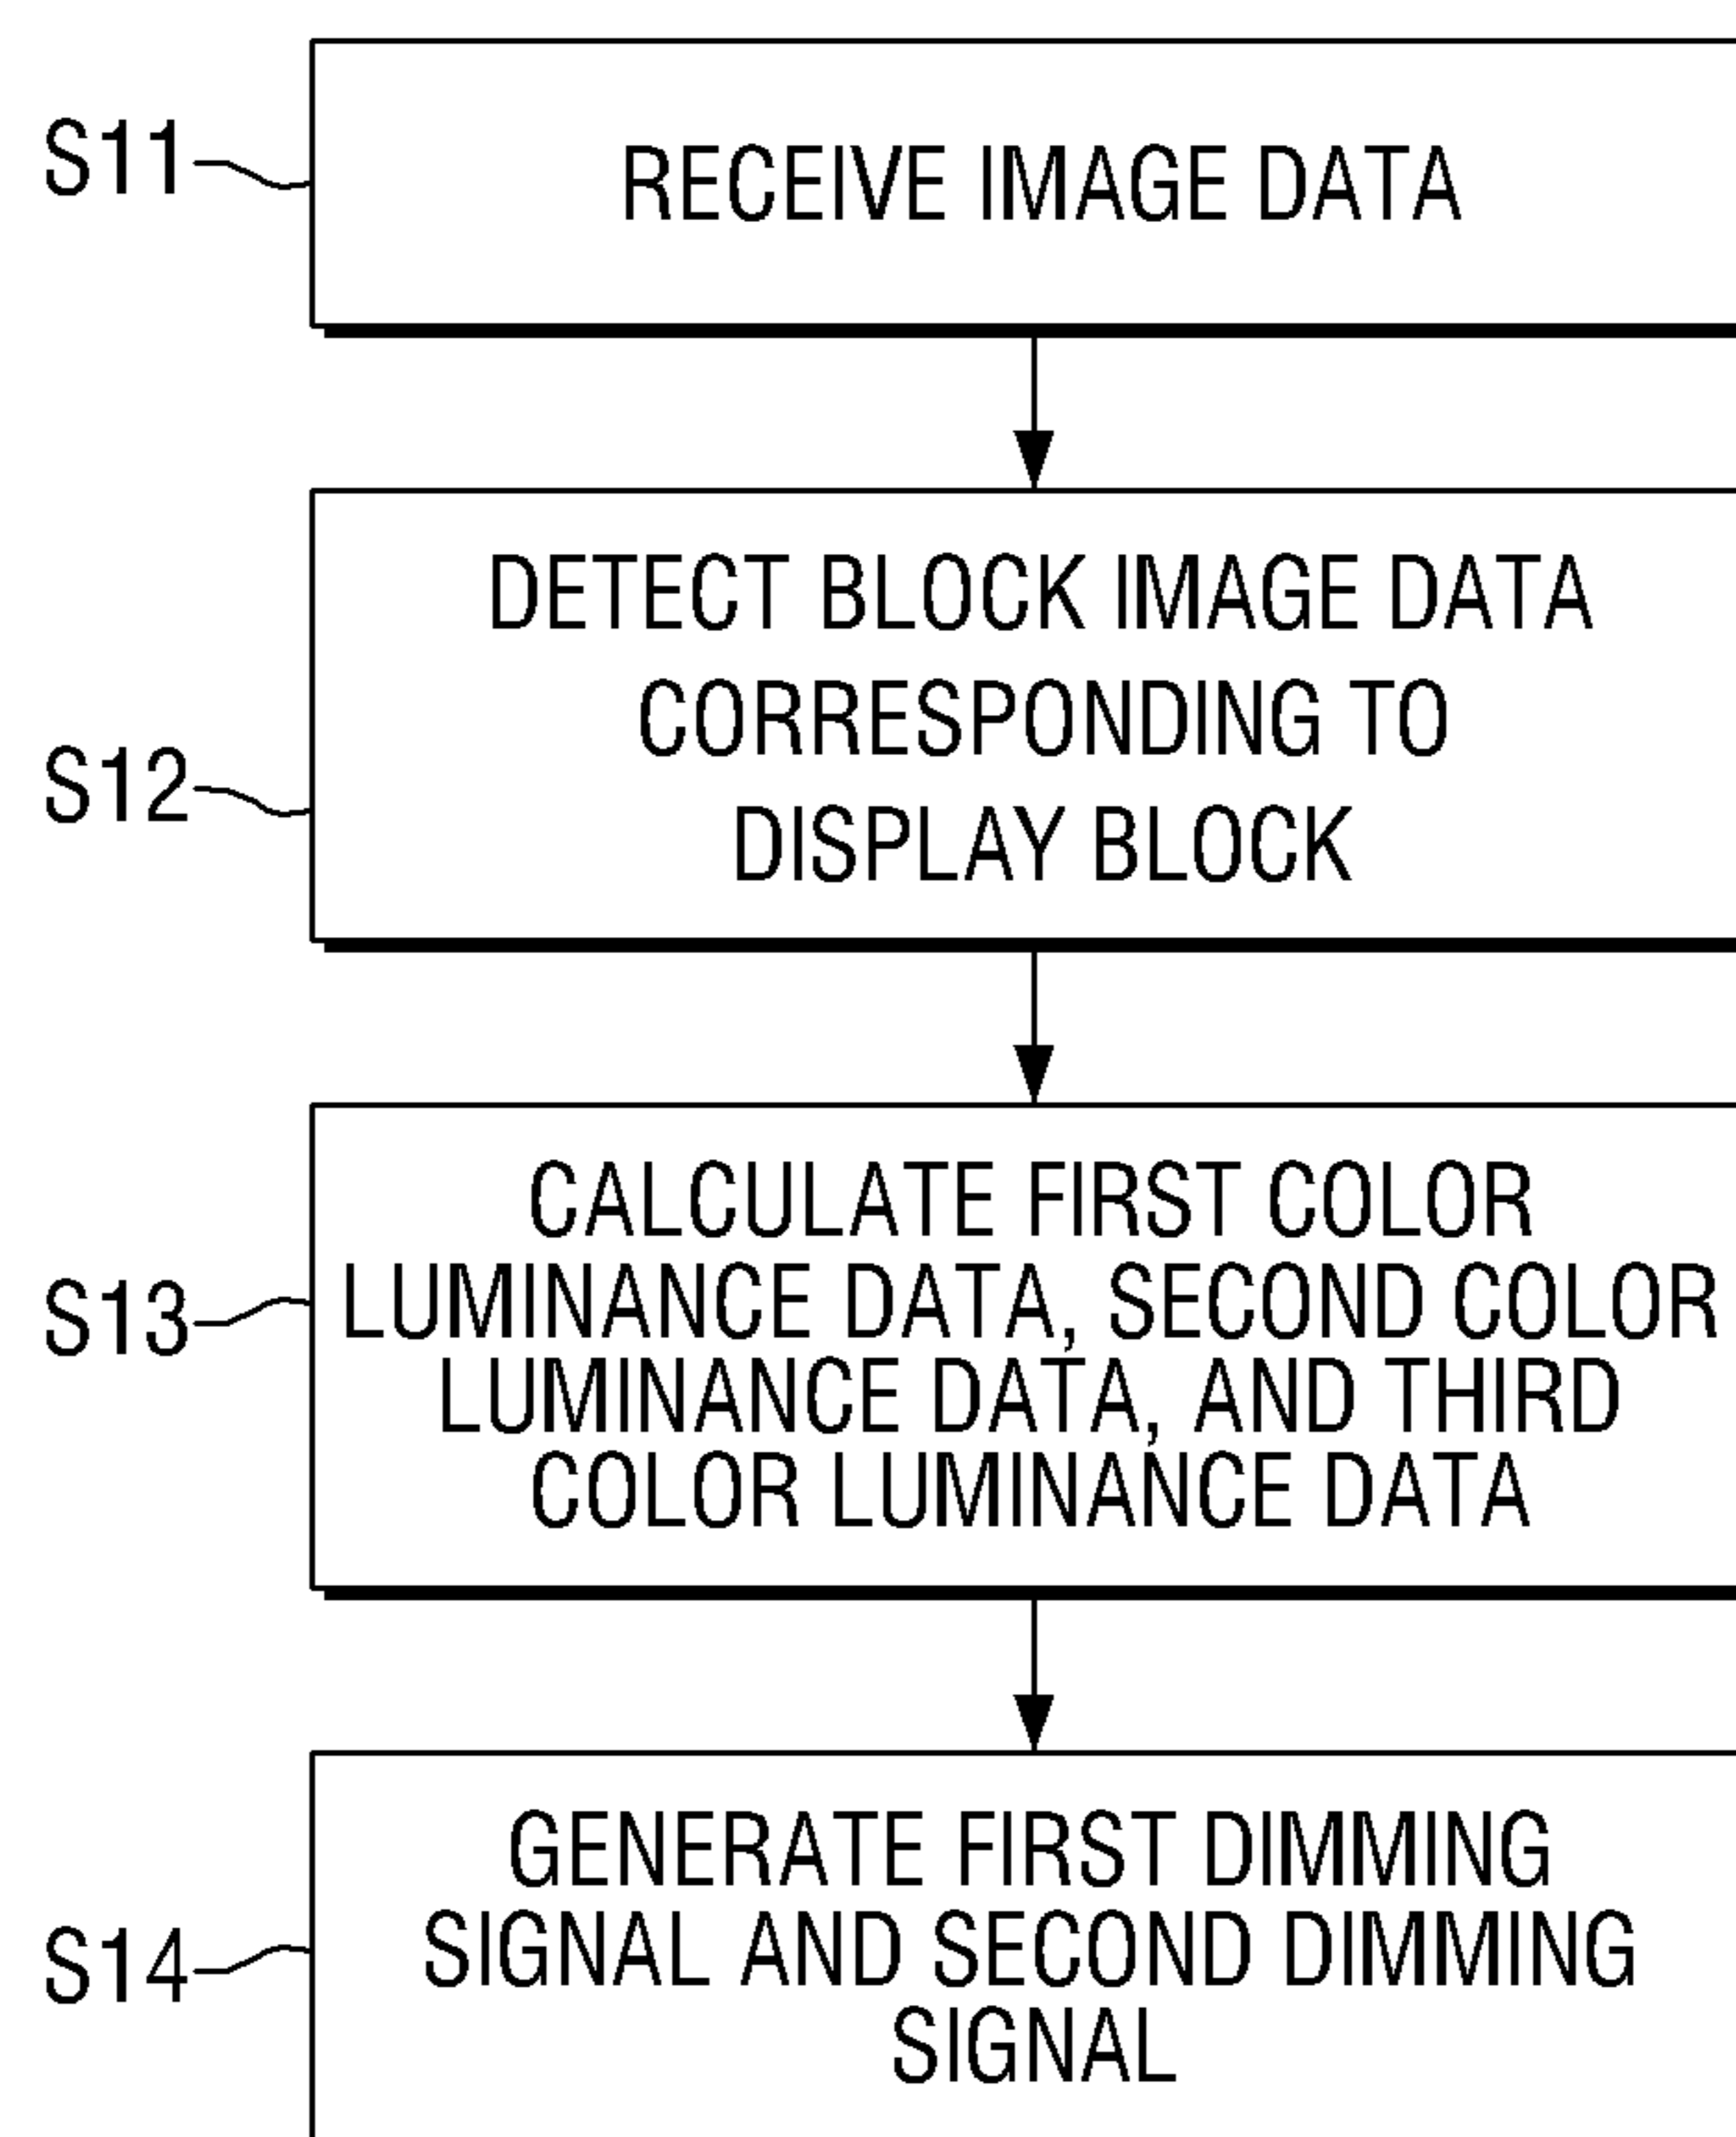 S11
RECEIVE IMAGE DATA
S12
DETECT BLOCK IMAGE DATA
CORRESPONDING TO
DISPLAY BLOCK
S13
CALCULATE FIRST COLOR
LUMINANCE DATA, SECOND COLOR
LUMINANCE DATA, AND THIRD
COLOR LUMINANCE DATA
S14
GENERATE FIRST DIMMING
SIGNAL AND SECOND DIMMING
SIGNAL